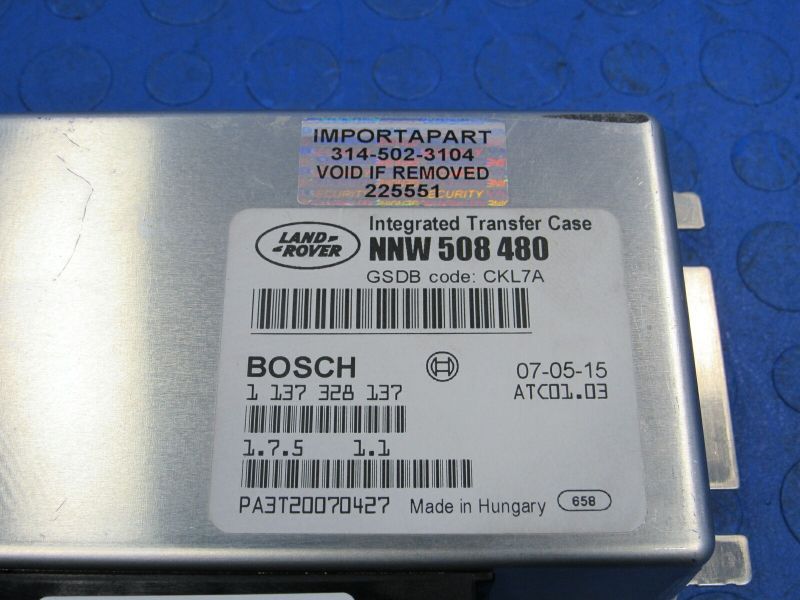 IMPORTAPART
314-502-3104
VOID IF REMOVED
225551
SECURITY
LAND-
-ROVER
Integrated Transfer Case
NNW 508 480
GSDB code: CKL7A
BOSCH
07-05-15
1 137 328 137
ATC01.03
1.7.5 1.1
PA3T20070427 Made in Hungary 658